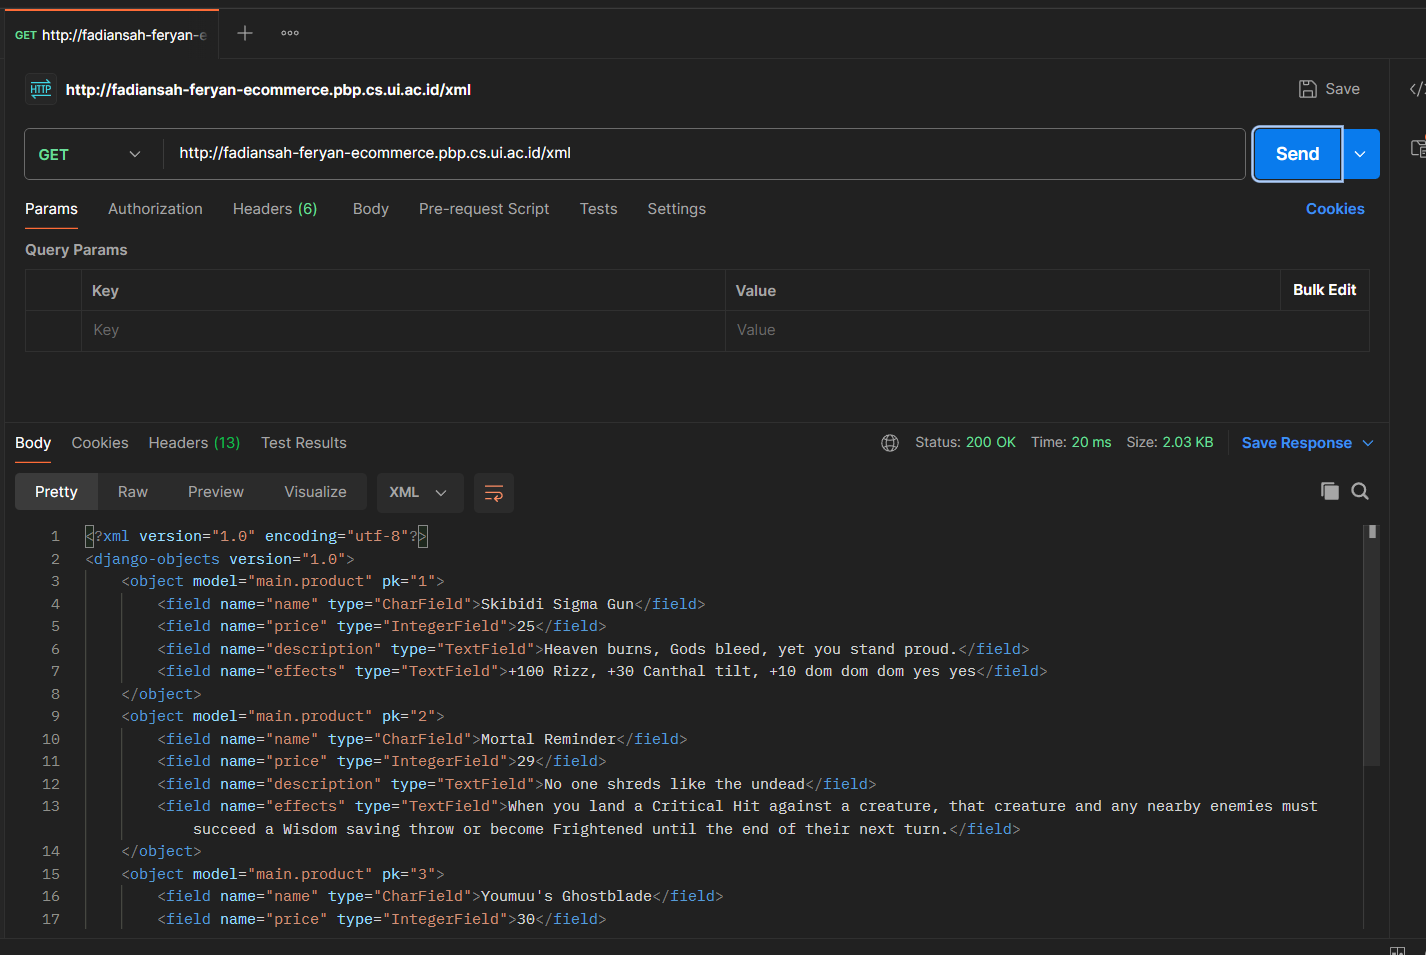 GET http://fadiansah-feryan-e
HTTP http://fadiansah-feryan-ecommerce.pbp.cs.ui.ac.id/xml
Save
GET http://fadiansah-feryan-ecommerce.pbp.cs.ui.ac.id/xml
Send
Params Authorization Headers (6) Body Pre-request Script Tests Settings Cookies
Query Params
Key Value Bulk Edit
Key Value
Body Cookies Headers (13) Test Results Status: 200 OK Time: 20 ms Size: 2.03 KB Save Response
Pretty Raw Preview Visualize XML
1 <?xml version="1.0" encoding="utf-8"?>
2 <django-objects version="1.0">
3 <object model="main.product" pk="1">
4 <field name="name" type="CharField">Skibidi Sigma Gun</field>
5 <field name="price" type="IntegerField">25</field>
6 <field name="description" type="TextField">Heaven burns, Gods bleed, yet you stand proud.</field>
7 <field name="effects" type="TextField">+100 Rizz, +30 Canthal tilt, +10 dom dom dom yes yes</field>
8 </object>
9 <object model="main.product" pk="2">
10 <field name="name" type="CharField">Mortal Reminder</field>
11 <field name="price" type="IntegerField">29</field>
12 <field name="description" type="TextField">No one shreds like the undead</field>
13 <field name="effects" type="TextField">When you land a Critical Hit against a creature, that creature and any nearby enemies must
succeed a Wisdom saving throw or become Frightened until the end of their next turn.</field>
14 </object>
15 <object model="main.product" pk="3">
16 <field name="name" type="CharField">Youmuu's Ghostblade</field>
17 <field name="price" type="IntegerField">30</field>